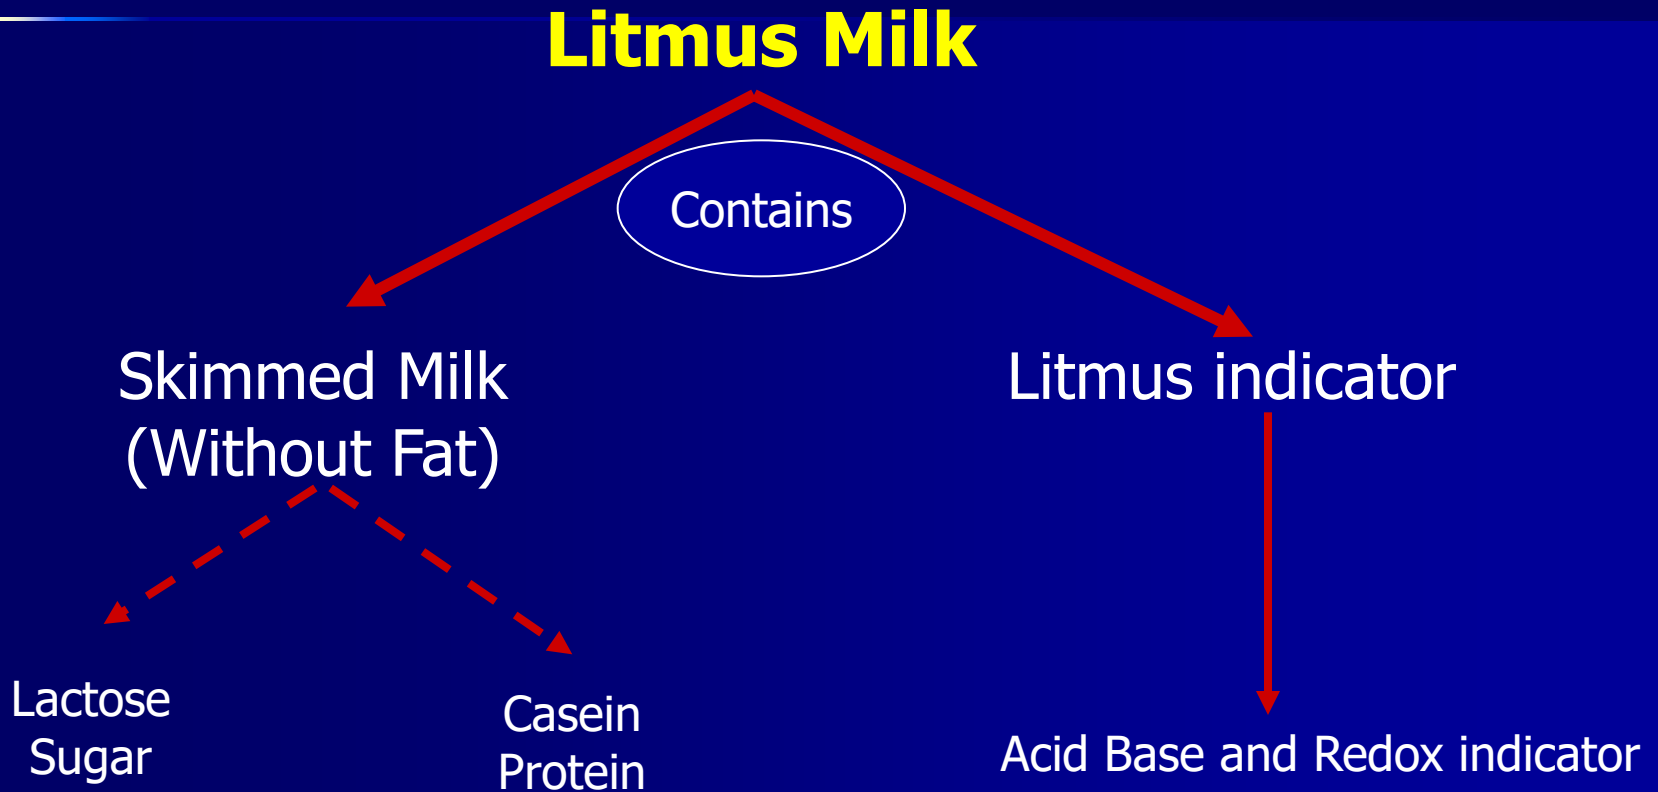 Litmus Milk
Contains
Skimmed Milk
(Without Fat)
Litmus indicator
Lactose
Sugar
Casein
Protein
Acid Base and Redox indicator